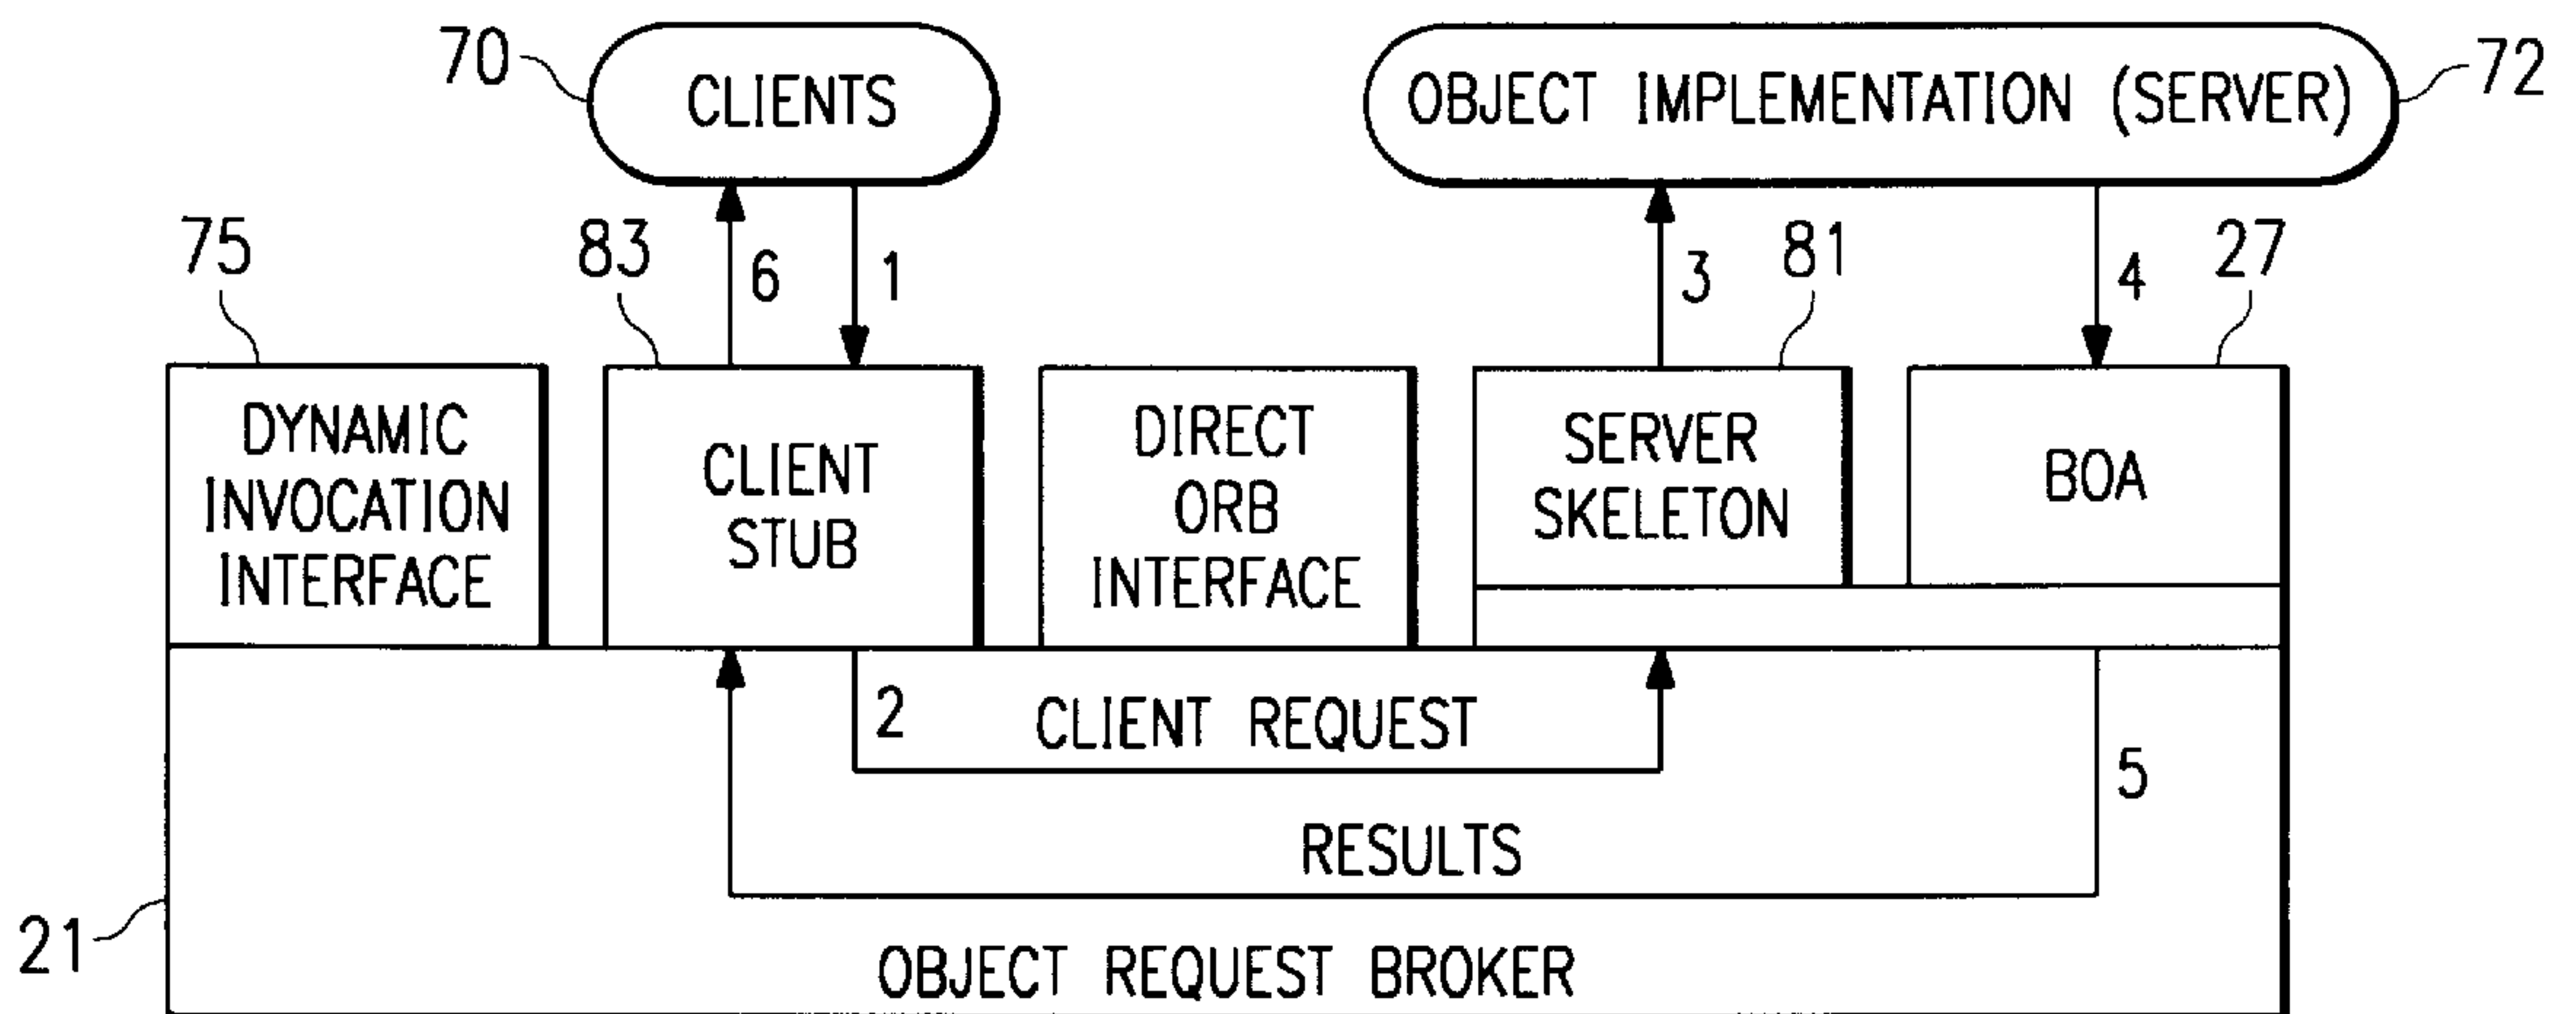 70
CLIENTS
OBJECT IMPLEMENTATION (SERVER)
72
75
83
6
1
3
81
4
27
DYNAMIC
INVOCATION
INTERFACE
CLIENT
STUB
DIRECT
ORB
INTERFACE
SERVER
SKELETON
BOA
2
CLIENT REQUEST
5
RESULTS
21
OBJECT REQUEST BROKER